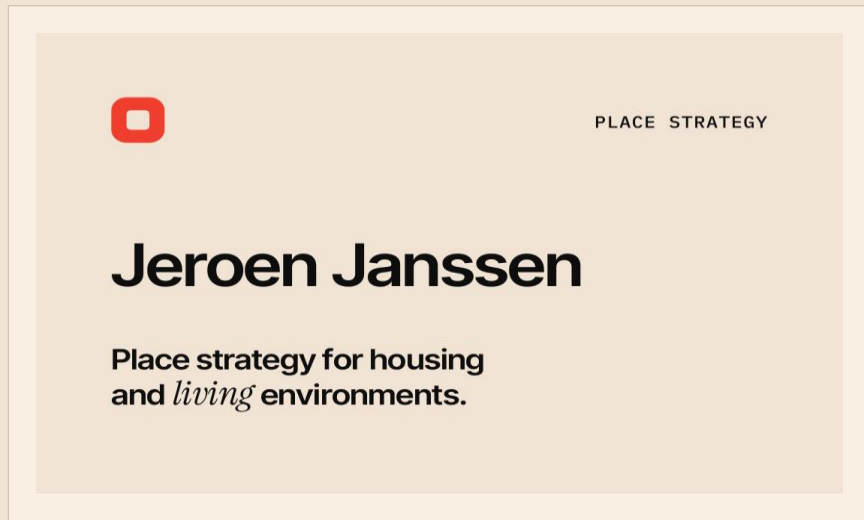 PLACE STRATEGY
Jeroen Janssen
Place strategy for housing
and living environments.